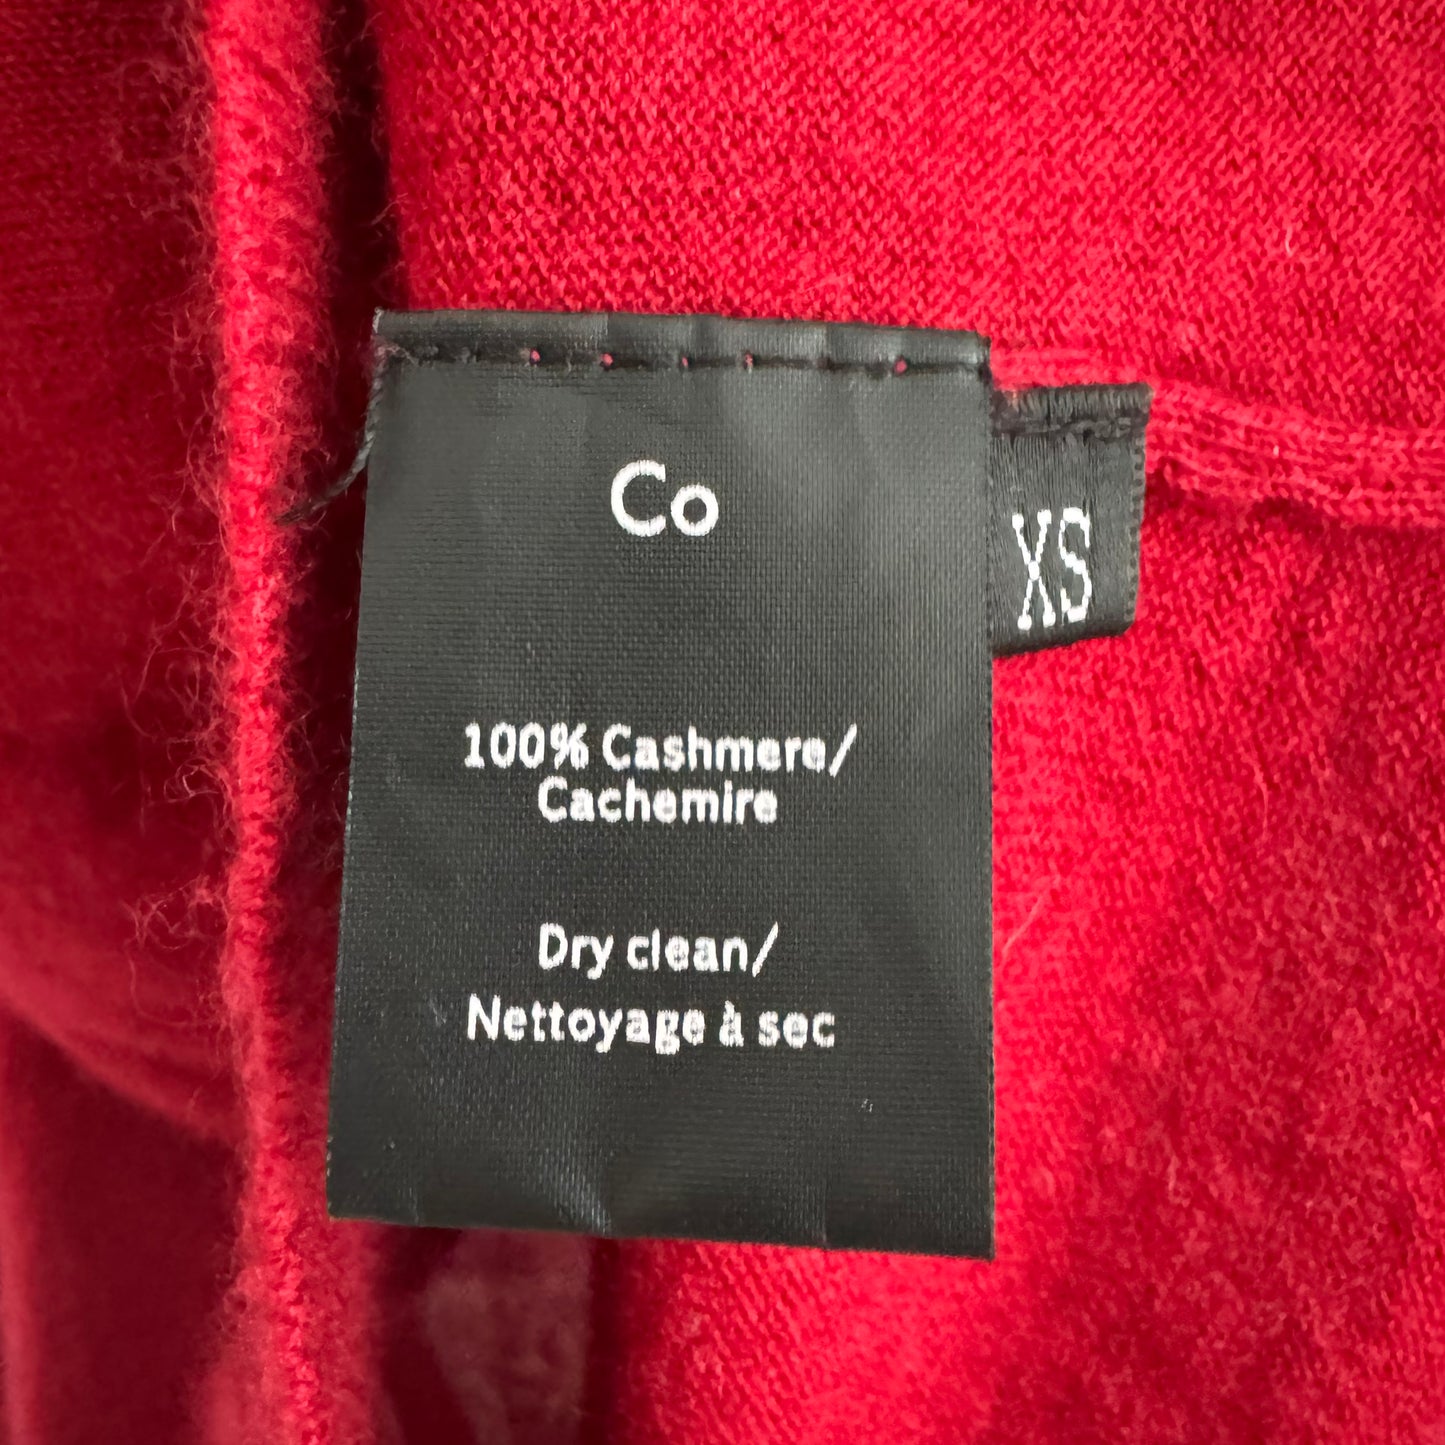 Co
XS
100% Cashmere/
Cachemire
Dry clean/
Nettoyage à sec